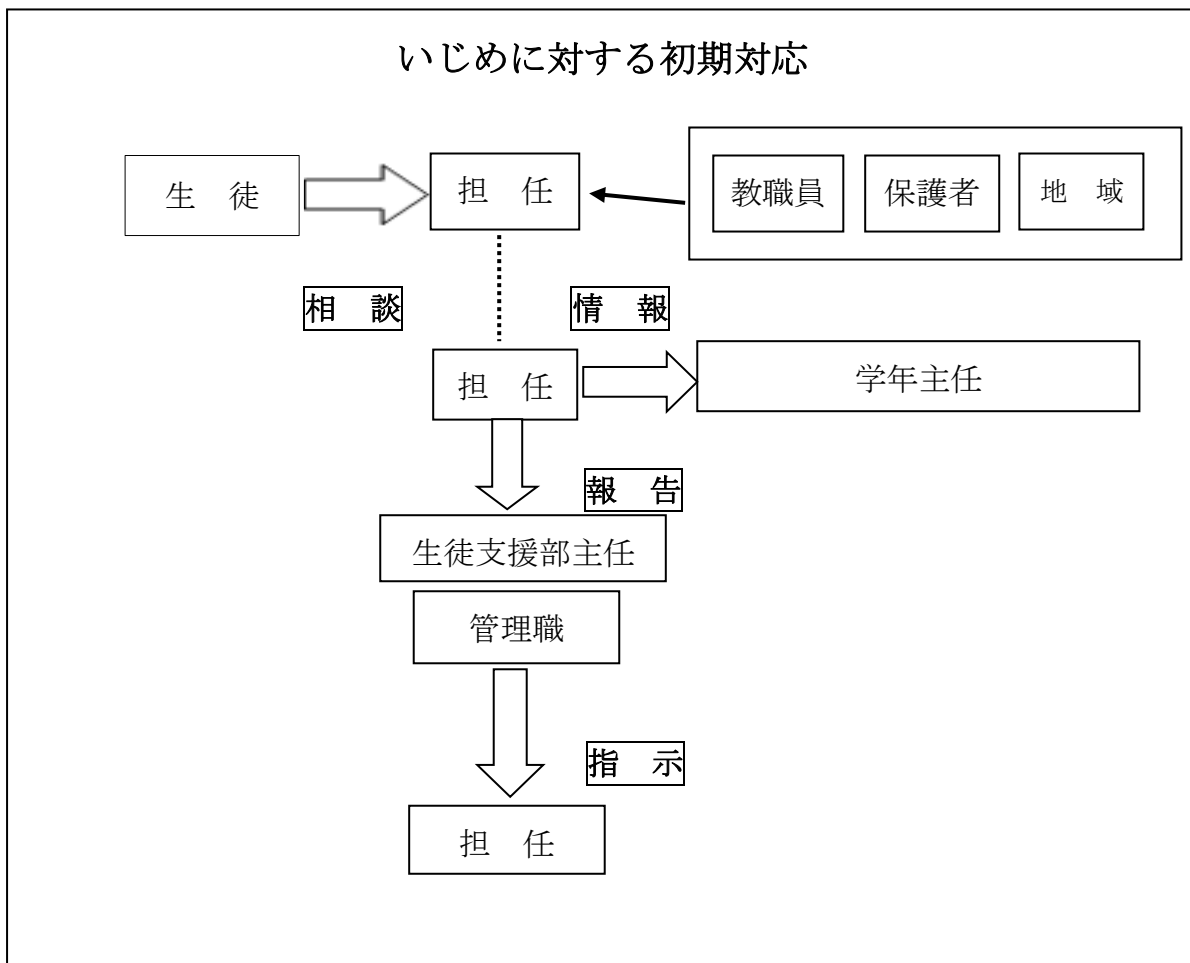 いじめに対する初期対応
生　徒
担　任
教職員
保護者
地　域
相　談
情　報
担　任
学年主任
報　告
生徒支援部主任
管理職
指　示
担　任